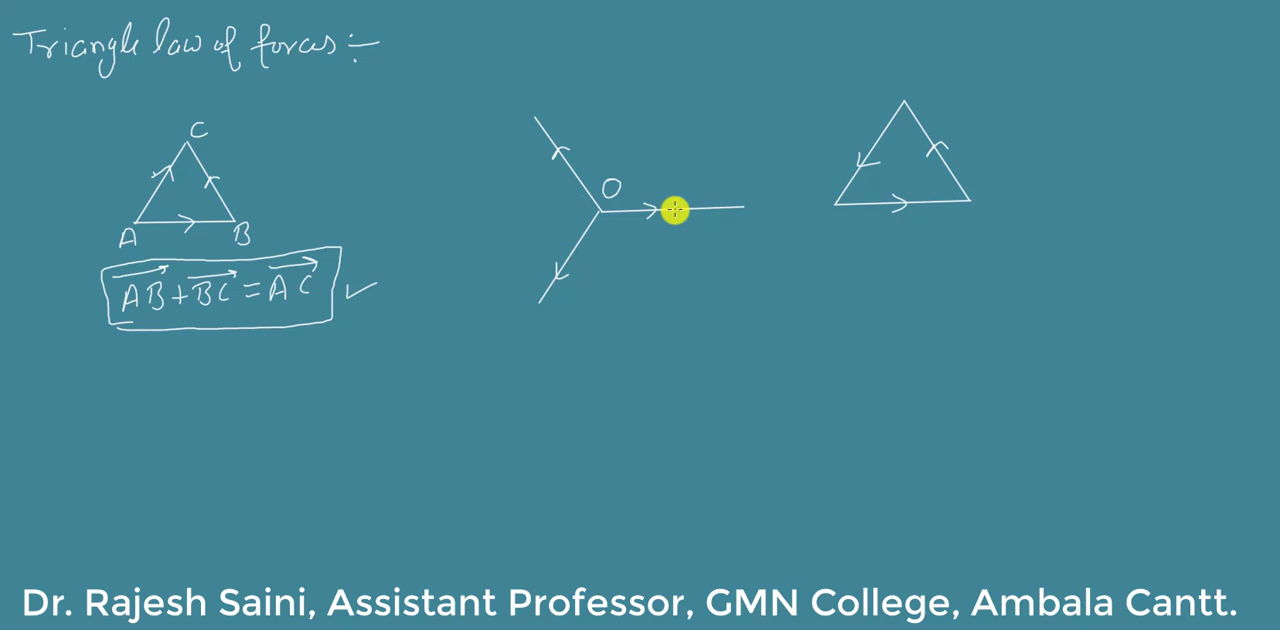 Triangle law of forces :-
C
O
A
B
AB + BC = AC ✓
Dr. Rajesh Saini, Assistant Professor, GMN College, Ambala Cantt.